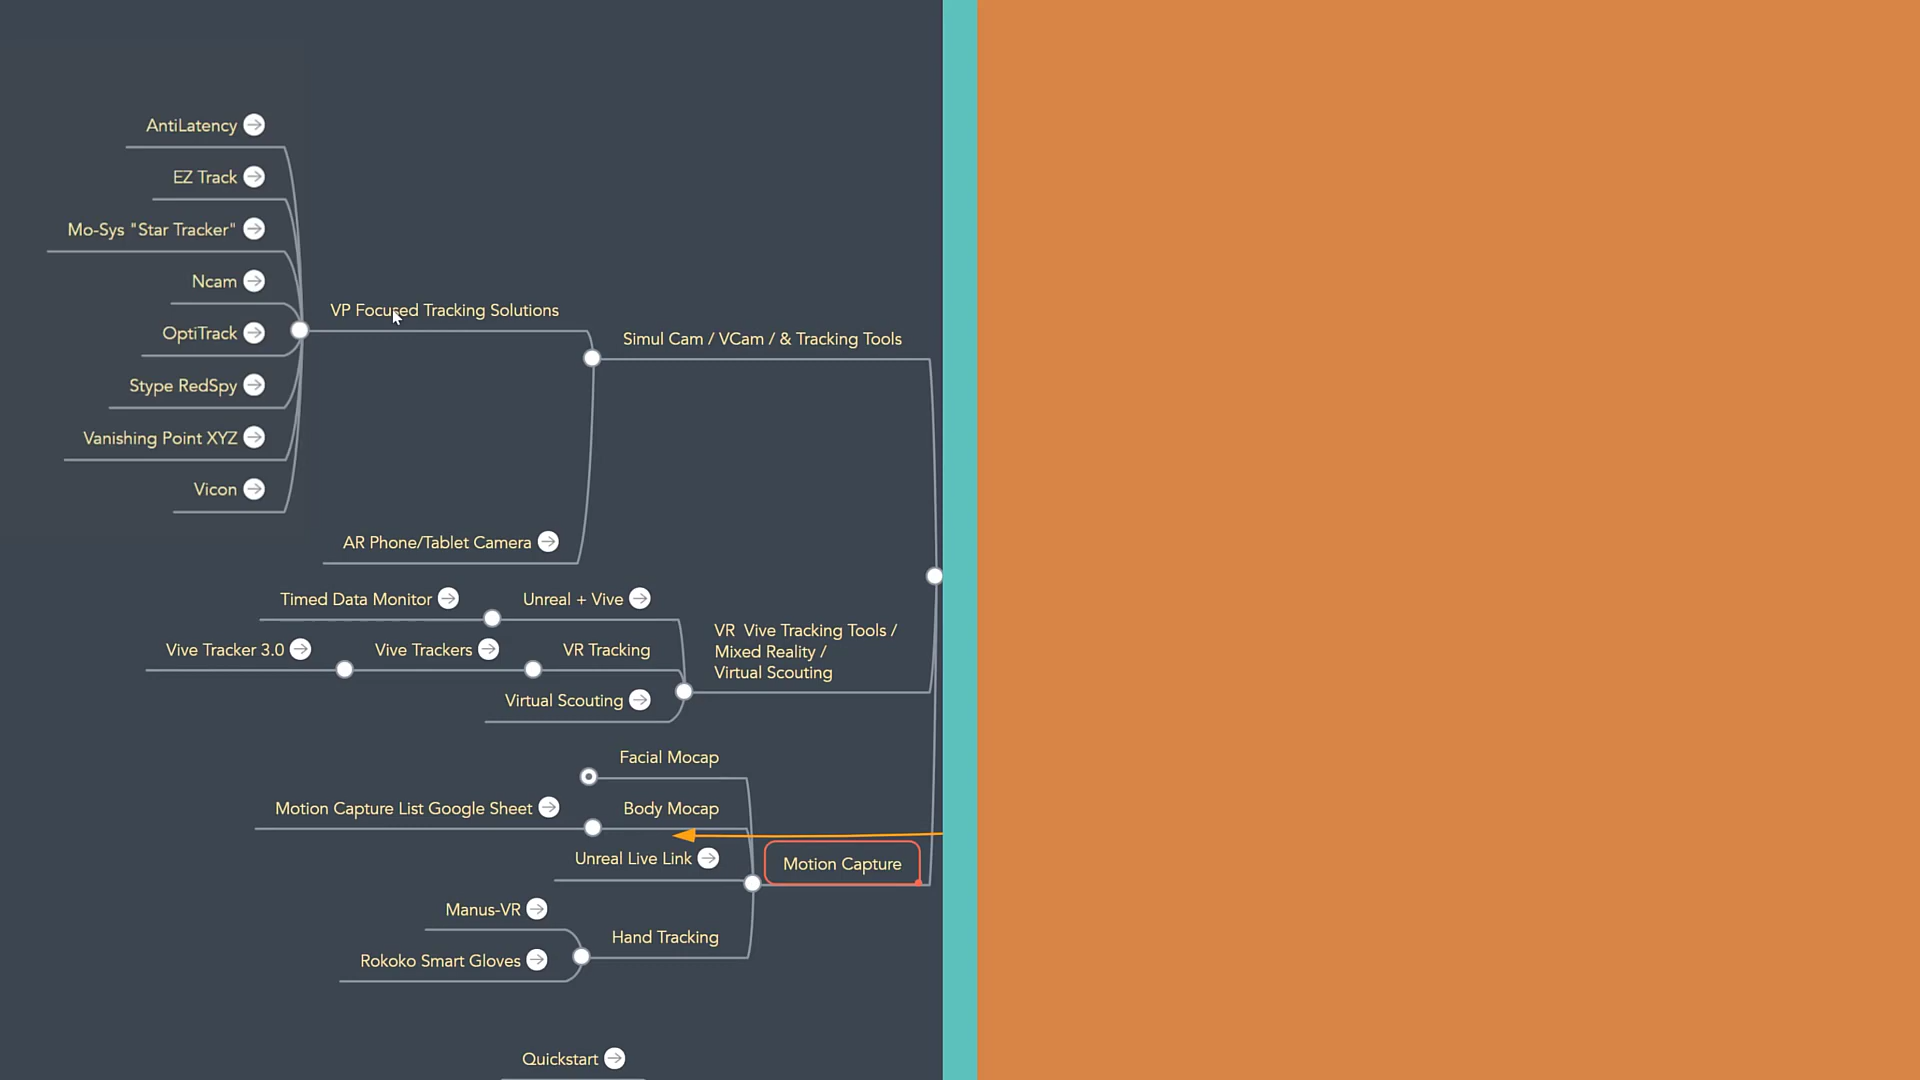 AntiLatency
EZ Track
Mo-Sys "Star Tracker"
Ncam
OptiTrack
Stype RedSpy
Vanishing Point XYZ
Vicon
VP Focused Tracking Solutions
AR Phone/Tablet Camera
Simul Cam / VCam / & Tracking Tools
Timed Data Monitor
Unreal + Vive
Vive Tracker 3.0
Vive Trackers
VR Tracking
Virtual Scouting
VR Vive Tracking Tools /
Mixed Reality /
Virtual Scouting
Facial Mocap
Motion Capture List Google Sheet
Body Mocap
Unreal Live Link
Manus-VR
Rokoko Smart Gloves
Hand Tracking
Motion Capture
Quickstart